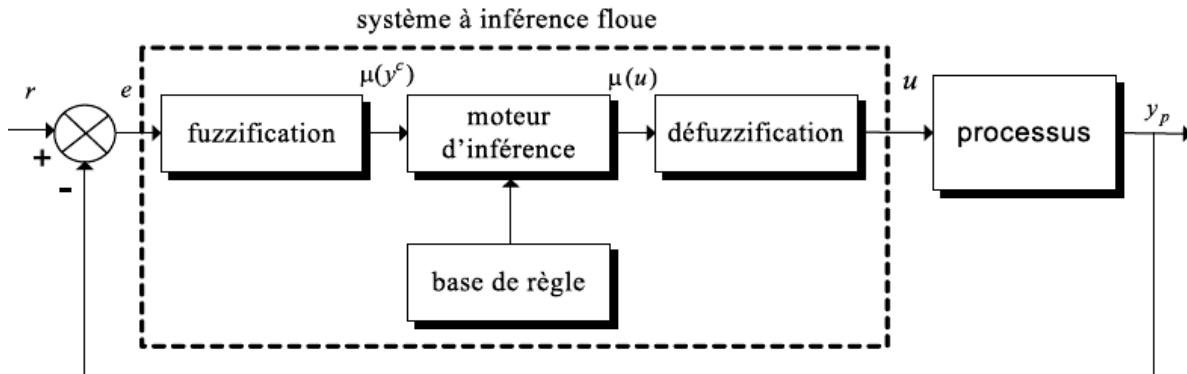 système à inférence floue
r
e
μ(y^c)
μ(u)
u
y_p
+
-
fuzzification
moteur
d'inférence
défuzzification
processus
base de règle